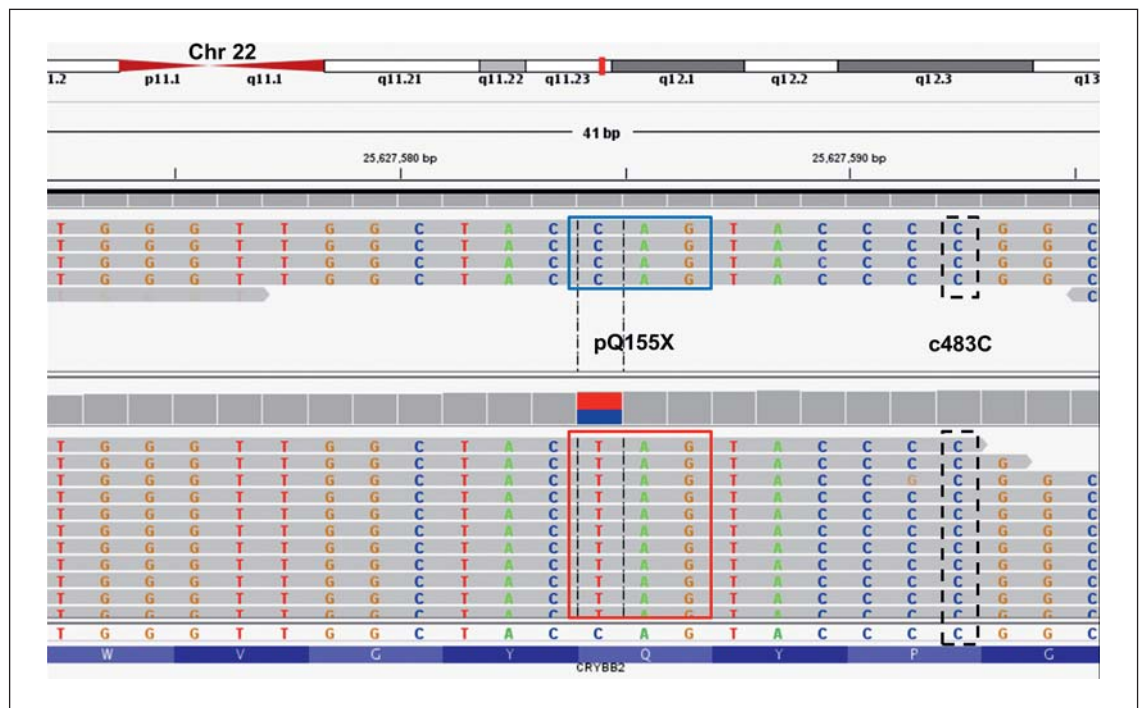 Chr 22
1.2 p11.1 q11.1 q11.21 q11.22 q11.23 q12.1 q12.2 q12.3 q13
41 bp
25,627,580 bp 25,627,590 bp
T G G G T T G G C T A C C A G T A C C C C G G C
T G G G T T G G C T A C C A G T A C C C C G G C
T G G G T T G G C T A C C A G T A C C C C G G C
T G G G T T G G C T A C C A G T A C C C C G G C
C
pQ155X c483C
T G G G T T G G C T A C T A G T A C C C C
T G G G T T G G C T A C T A G T A C C C C G
T G G G T T G G C T A C T A G T A C C G C G G C
T G G G T T G G C T A C T A G T A C C C C G G C
T G G G T T G G C T A C T A G T A C C C C G G C
T G G G T T G G C T A C T A G T A C C C C G G C
T G G G T T G G C T A C T A G T A C C C C G G C
T G G G T T G G C T A C T A G T A C C C C G G C
T G G G T T G G C T A C T A G T A C C C C G G C
T G G G T T G G C T A C T A G T A C C C C G G C
T G G G T T G G C T A C T A G T A C C C C G G C
T G G G T T G G C T A C C A G T A C C C C G G C
W V G Y Q Y P G
CRYBB2